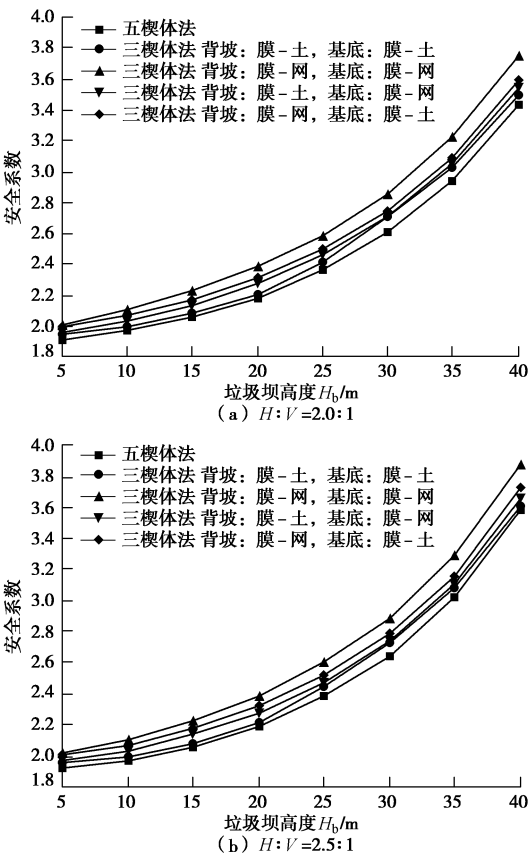 4.0
3.8
3.6
3.4
3.2
3.0
2.8
2.6
2.4
2.2
2.0
1.8
安全系数
五楔体法
三楔体法 背坡：膜-土，基底：膜-土
三楔体法 背坡：膜-网，基底：膜-网
三楔体法 背坡：膜-土，基底：膜-网
三楔体法 背坡：膜-网，基底：膜-土
5 10 15 20 25 30 35 40
垃圾坝高度Hb/m
（a）H:V=2.0:1
4.0
3.8
3.6
3.4
3.2
3.0
2.8
2.6
2.4
2.2
2.0
1.8
安全系数
五楔体法
三楔体法 背坡：膜-土，基底：膜-土
三楔体法 背坡：膜-网，基底：膜-网
三楔体法 背坡：膜-土，基底：膜-网
三楔体法 背坡：膜-网，基底：膜-土
5 10 15 20 25 30 35 40
垃圾坝高度Hb/m
（b）H:V=2.5:1